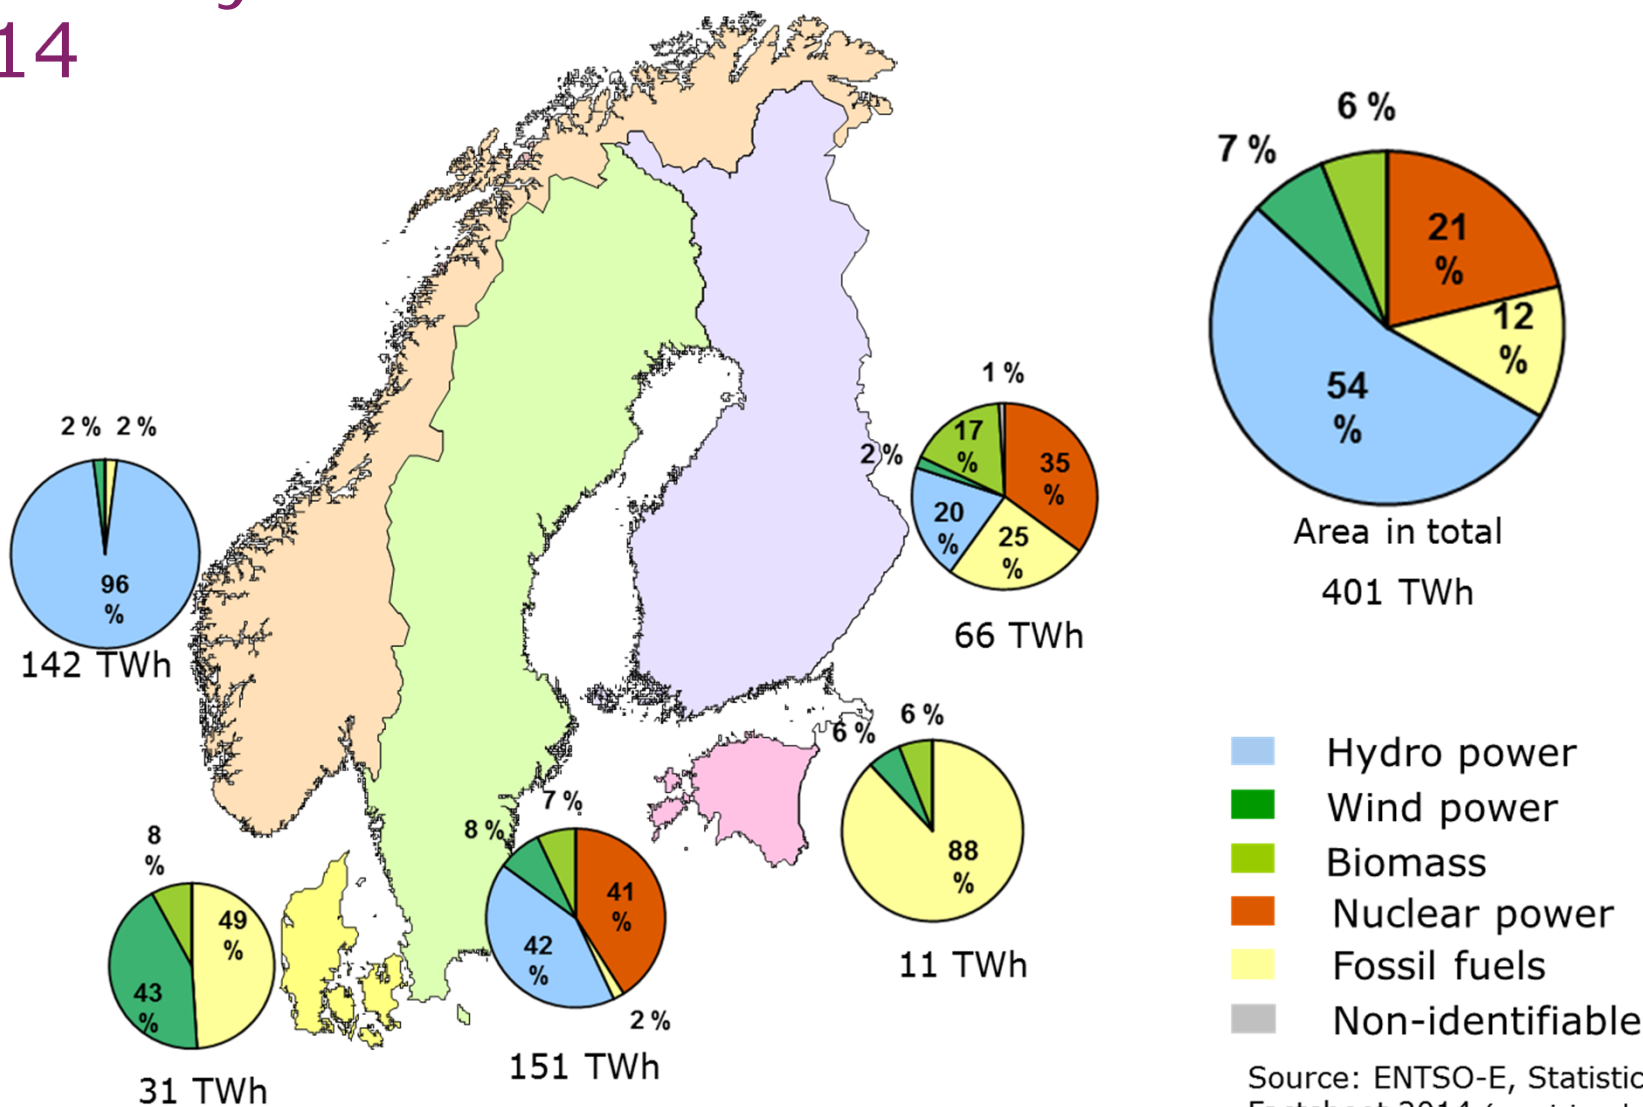 14
6 %
7 %
21
%
12
%
54
%
Area in total
401 TWh
1 %
17
%
2 %
35
%
20
%
25
%
66 TWh
2 % 2 %
96
%
142 TWh
6 %
6 %
88
%
11 TWh
7 %
8 %
41
%
42
%
2 %
151 TWh
8
%
49
%
43
%
31 TWh
Hydro power
Wind power
Biomass
Nuclear power
Fossil fuels
Non-identifiable
Source: ENTSO-E, Statistic
Factsheet 2014